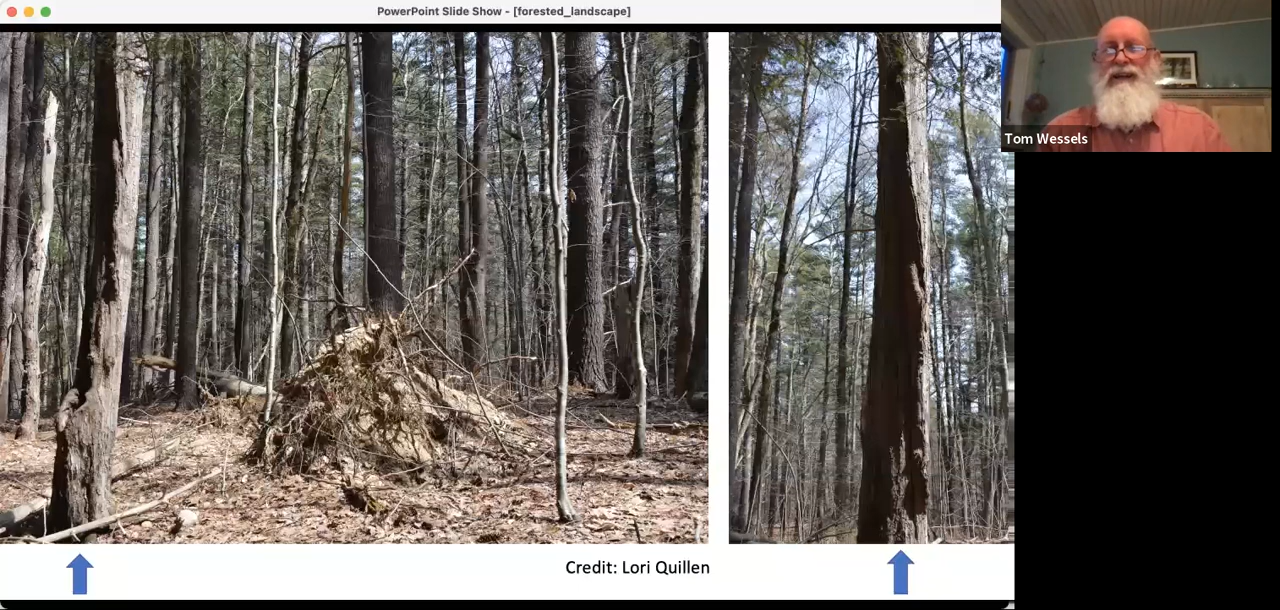 PowerPoint Slide Show - [forested_landscape]
Tom Wessels
Credit: Lori Quillen